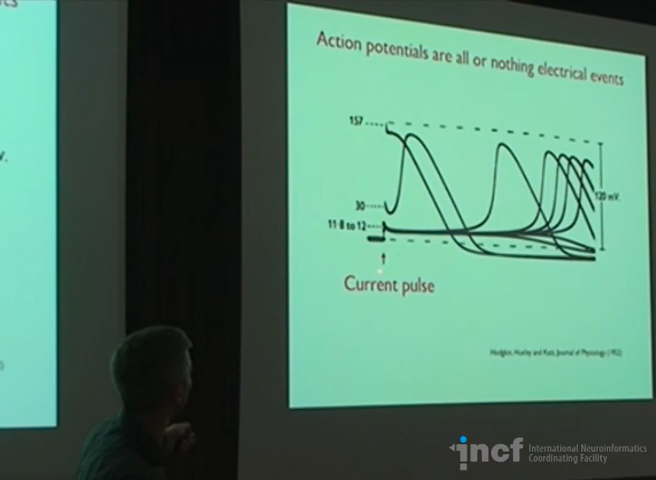 Action potentials are all or nothing electrical events
157
30
11·8 to 12
120 mV.
Current pulse
Hodgkin, Huxley and Katz, Journal of Physiology (1952)
incf International Neuroinformatics
Coordinating Facility